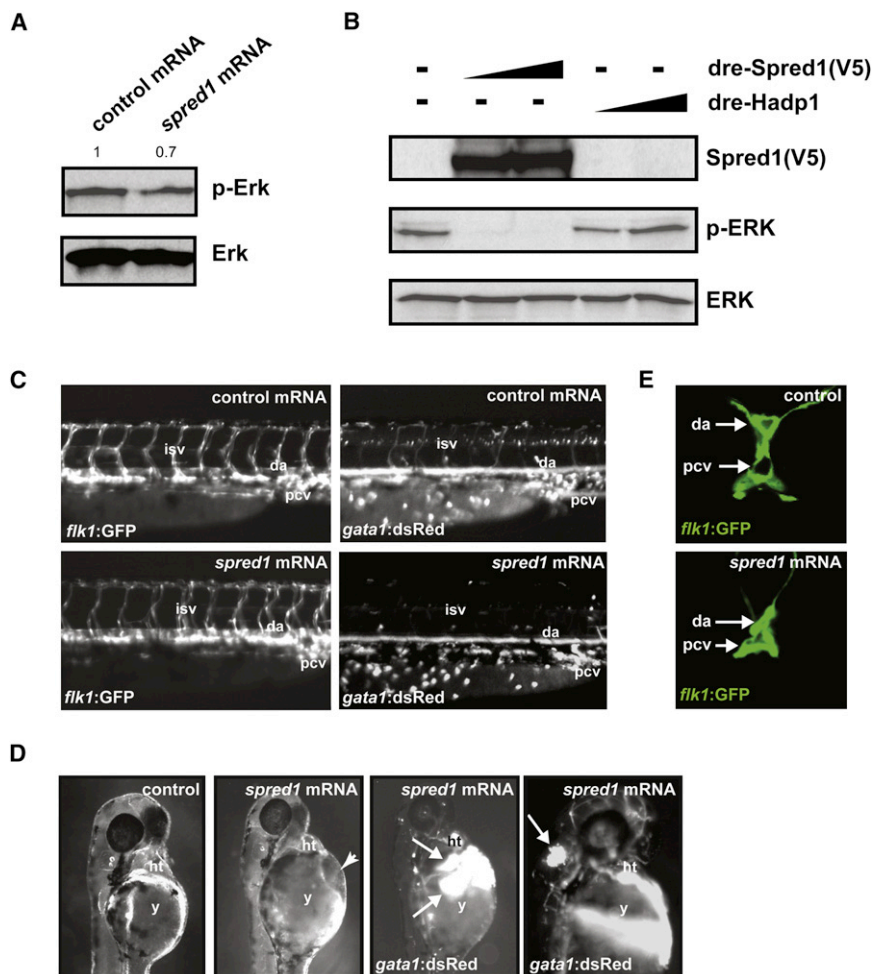 A
control mRNA
spred1 mRNA
1 0.7
p-Erk
Erk
B
- - - dre-Spred1(V5)
- - - dre-Hadp1
Spred1(V5)
p-ERK
ERK
C
control mRNA
isv
da
pcv
flk1:GFP
control mRNA
isv
da
pcv
gata1:dsRed
spred1 mRNA
isv
da
pcv
flk1:GFP
spred1 mRNA
isv
da
pcv
gata1:dsRed
E
control
da
pcv
flk1:GFP
spred1 mRNA
da
pcv
flk1:GFP
D
control
ht
y
spred1 mRNA
ht
y
spred1 mRNA
ht
y
gata1:dsRed
spred1 mRNA
ht
y
gata1:dsRed